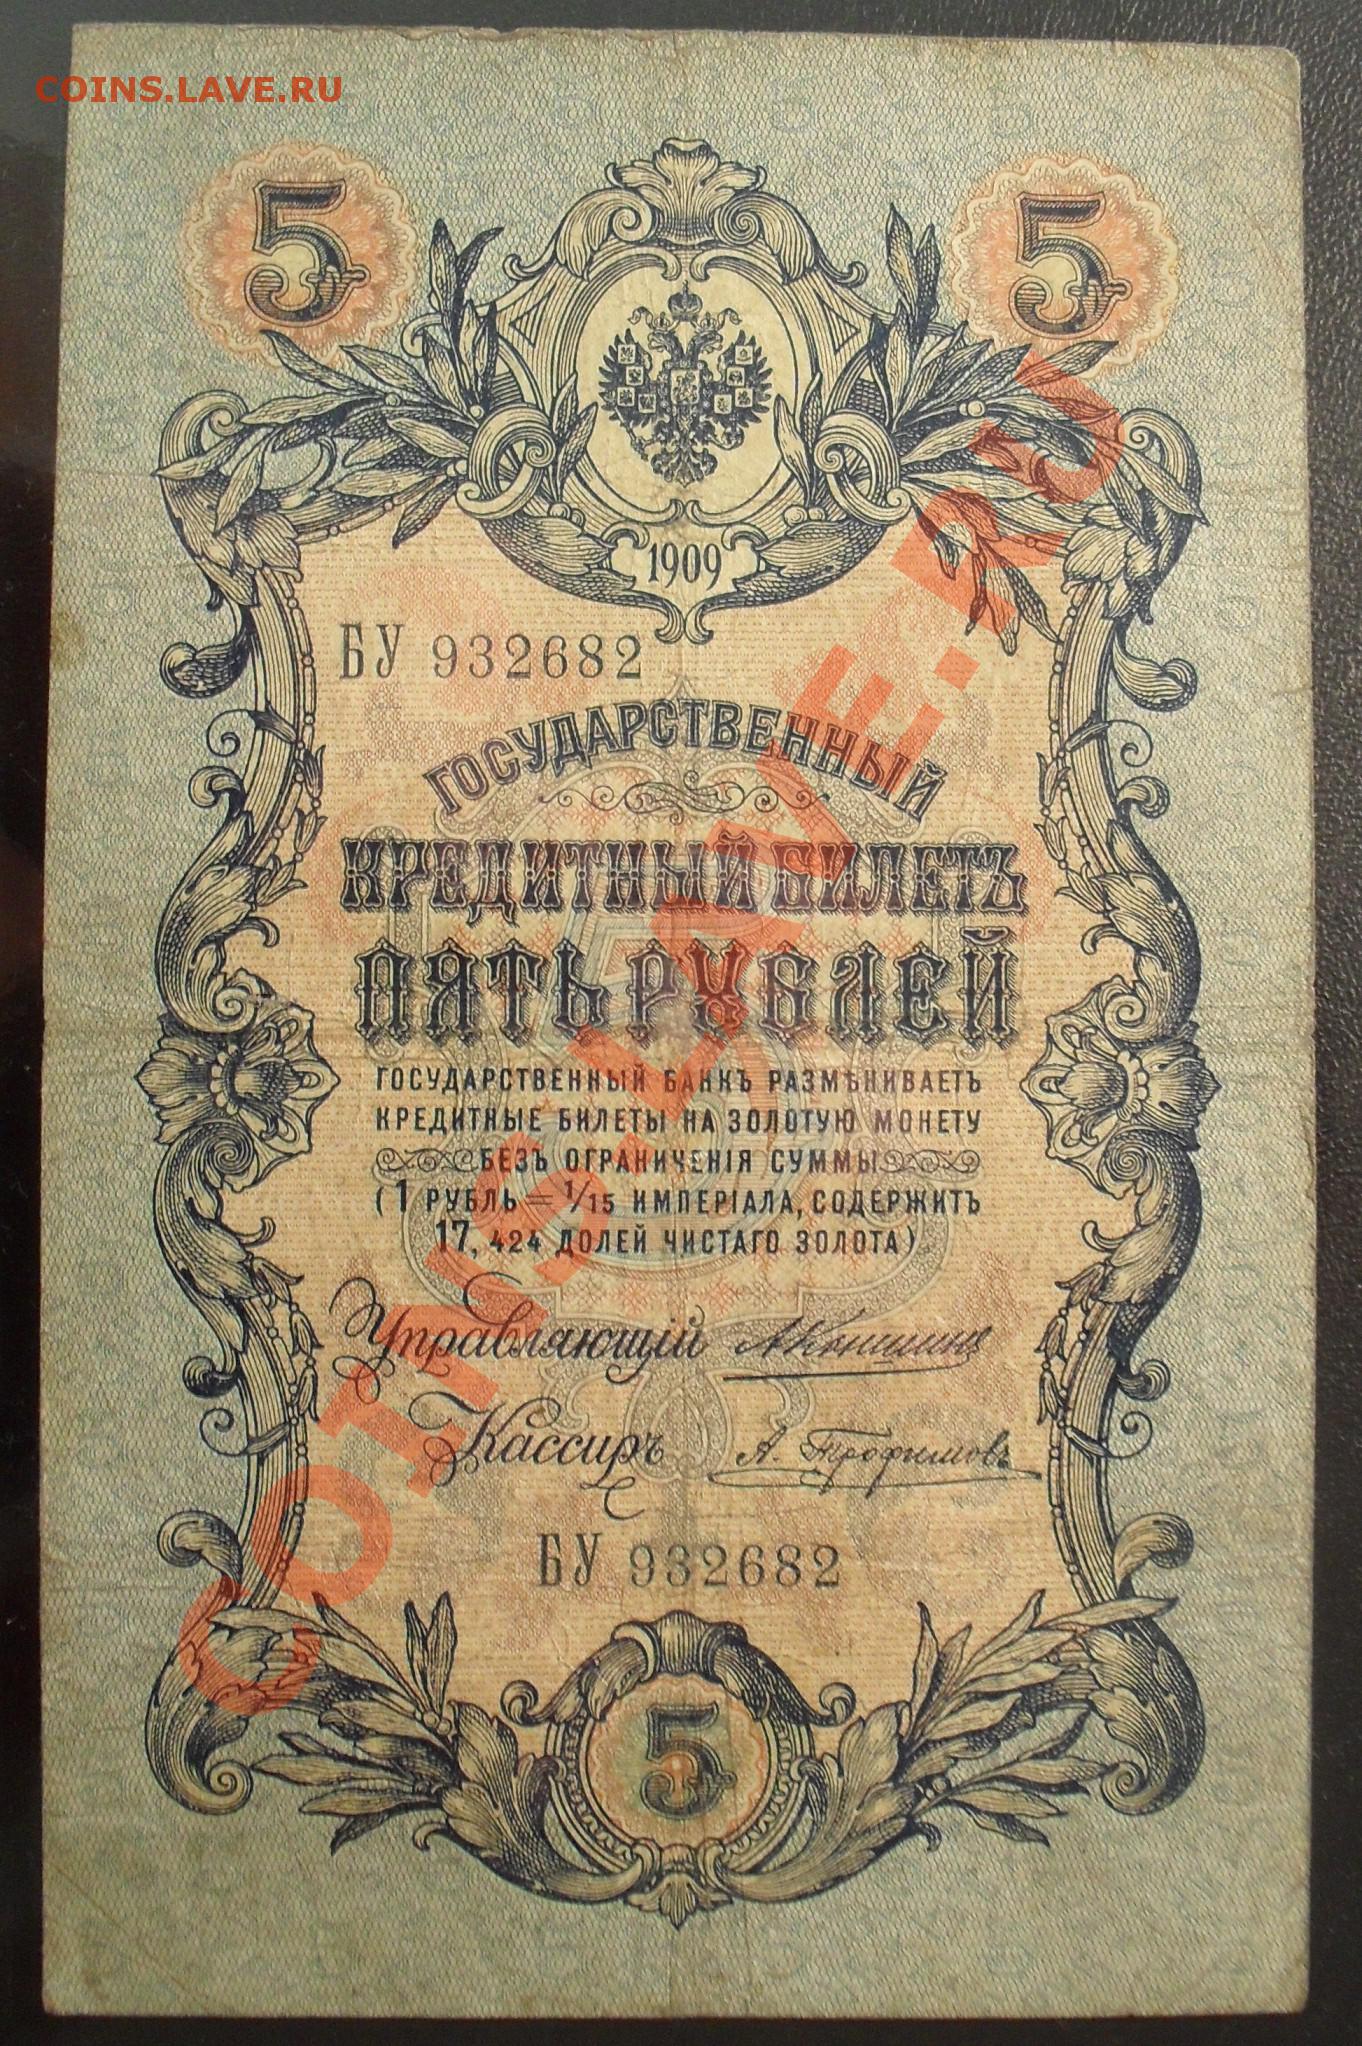 COINS.LAVE.RU
5 5
1909
БУ 932682
ГОСУДАРСТВЕННЫЙ
КРЕДИТНЫЙ БИЛЕТЪ
ПЯТЬ РУБЛЕЙ
ГОСУДАРСТВЕННЫЙ БАНКЪ РАЗМѢНИВАЕТЪ
КРЕДИТНЫЕ БИЛЕТЫ НА ЗОЛОТУЮ МОНЕТУ
БЕЗЪ ОГРАНИЧЕНІЯ СУММЫ
(1 РУБЛЬ = 1/15 ИМПЕРІАЛА, СОДЕРЖИТЪ
17, 424 ДОЛЕЙ ЧИСТАГО ЗОЛОТА)
Управляющій АКоншинъ
Кассиръ А. Трофимовъ
БУ 932682
5
COINS.LAVE.RU